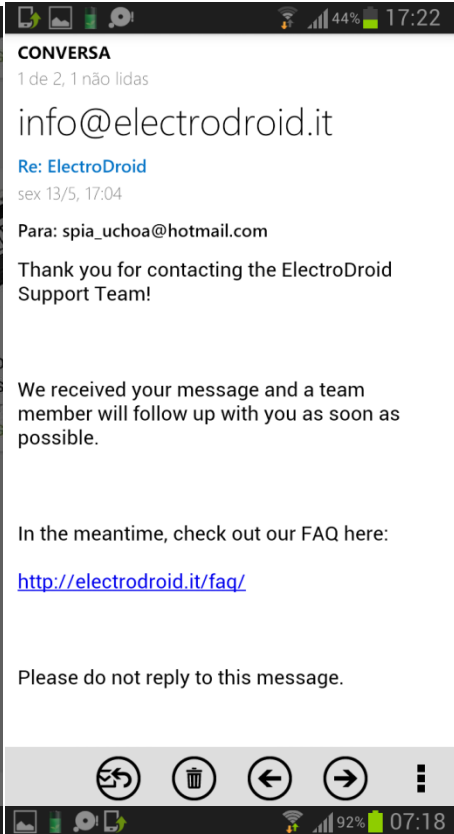 44% 17:22
CONVERSA
1 de 2, 1 não lidas
info@electrodroid.it
Re: ElectroDroid
sex 13/5, 17:04
Para: spia_uchoa@hotmail.com
Thank you for contacting the ElectroDroid
Support Team!
We received your message and a team
member will follow up with you as soon as
possible.
In the meantime, check out our FAQ here:
http://electrodroid.it/faq/
Please do not reply to this message.
92% 07:18